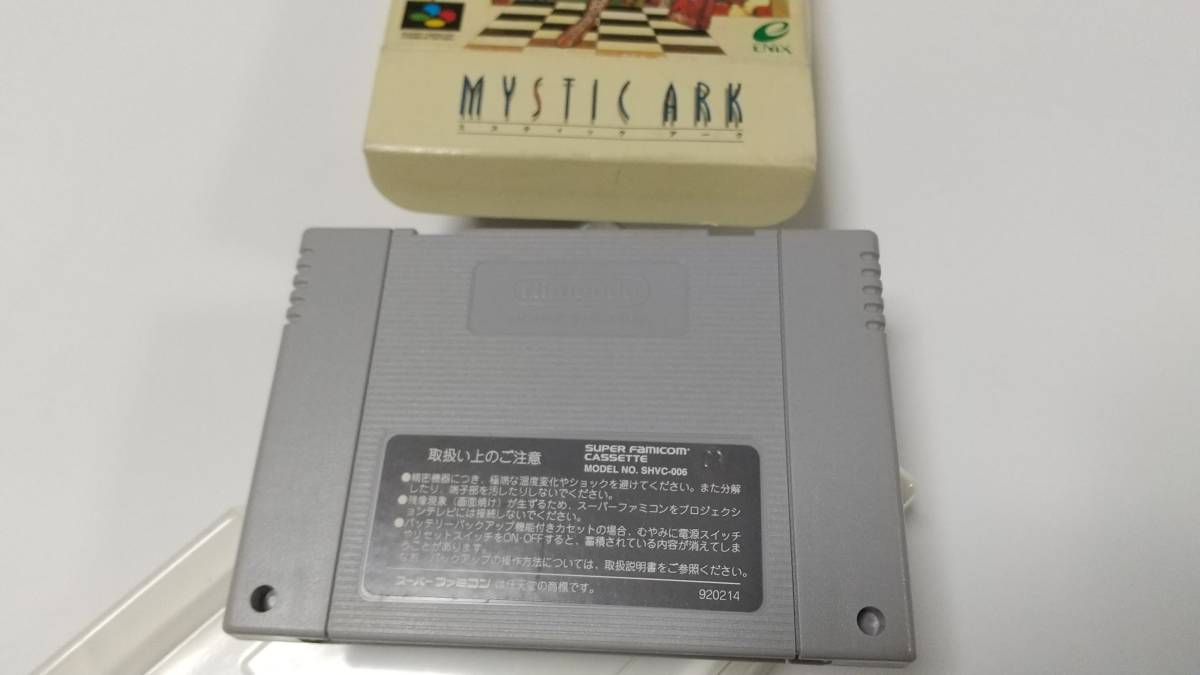 ENIX
MYSTIC ARK
ミスティック アーク
Nintendo
取扱い上のご注意
SUPER FAMICOM
CASSETTE
MODEL NO. SHVC-006
●精密機器につき、極端な温度変化やショックを避けてください。また分解
したり、端子部を汚したりしないでください。
●残像現象（画面焼け）が生ずるため、スーパーファミコンをプロジェクシ
ョンテレビには接続しないでください。
●バッテリーバックアップ機能付きカセットの場合、むやみに電源スイッチ
やリセットスイッチをON・OFFすると、蓄積されている内容が消えてしま
うことがあります。
なお、バックアップの操作方法については、取扱説明書をご参照ください。
スーパーファミコンは任天堂の商標です。
920214